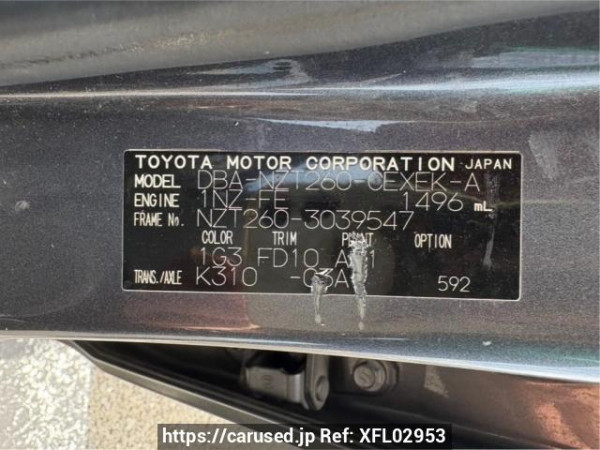 TOYOTA MOTOR CORPORATION - JAPAN
MODEL DBA-NZT260-CEXEK-A
ENGINE 1NZ-FE 1496 mL
FRAME No. NZT260-3039547
COLOR TRIM PLANT OPTION
1G3 FD10
TRANS./AXLE K310 -03A
592
https://carused.jp Ref: XFL02953